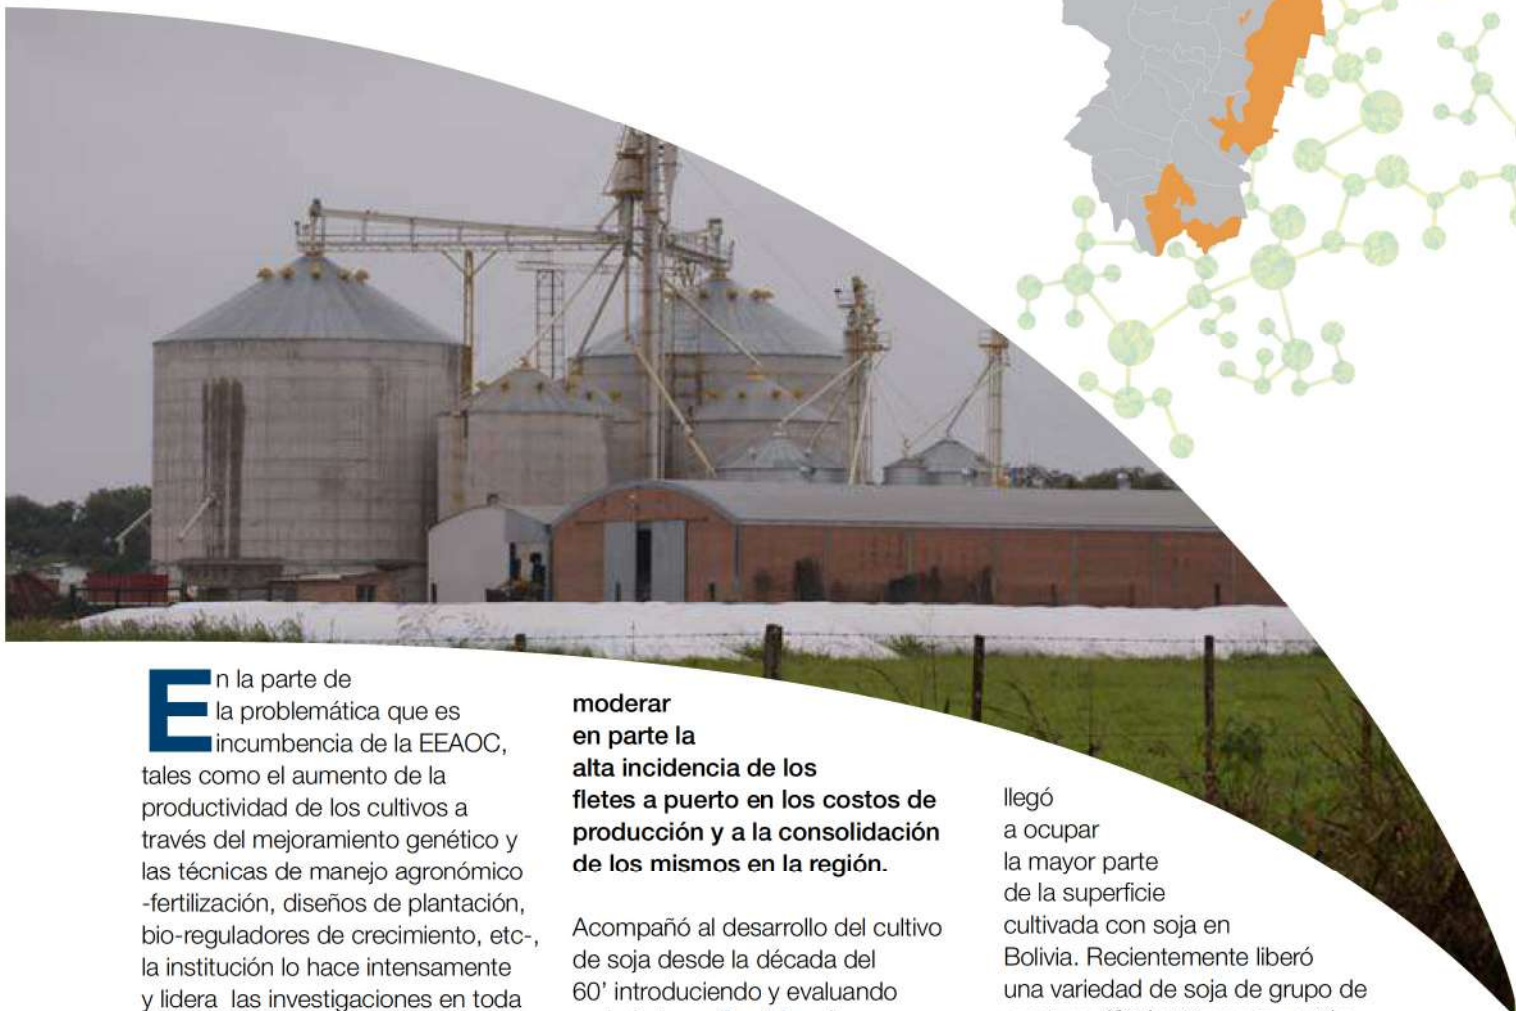 En la parte de
la problemática que es
incumbencia de la EEAOC,
tales como el aumento de la
productividad de los cultivos a
través del mejoramiento genético y
las técnicas de manejo agronómico
-fertilización, diseños de plantación,
bio-reguladores de crecimiento, etc-,
la institución lo hace intensamente
y lidera las investigaciones en toda
moderar
en parte la
alta incidencia de los
fletes a puerto en los costos de
producción y a la consolidación
de los mismos en la región.
Acompañó al desarrollo del cultivo
de soja desde la década del
60’ introduciendo y evaluando
llegó
a ocupar
la mayor parte
de la superficie
cultivada con soja en
Bolivia. Recientemente liberó
una variedad de soja de grupo de